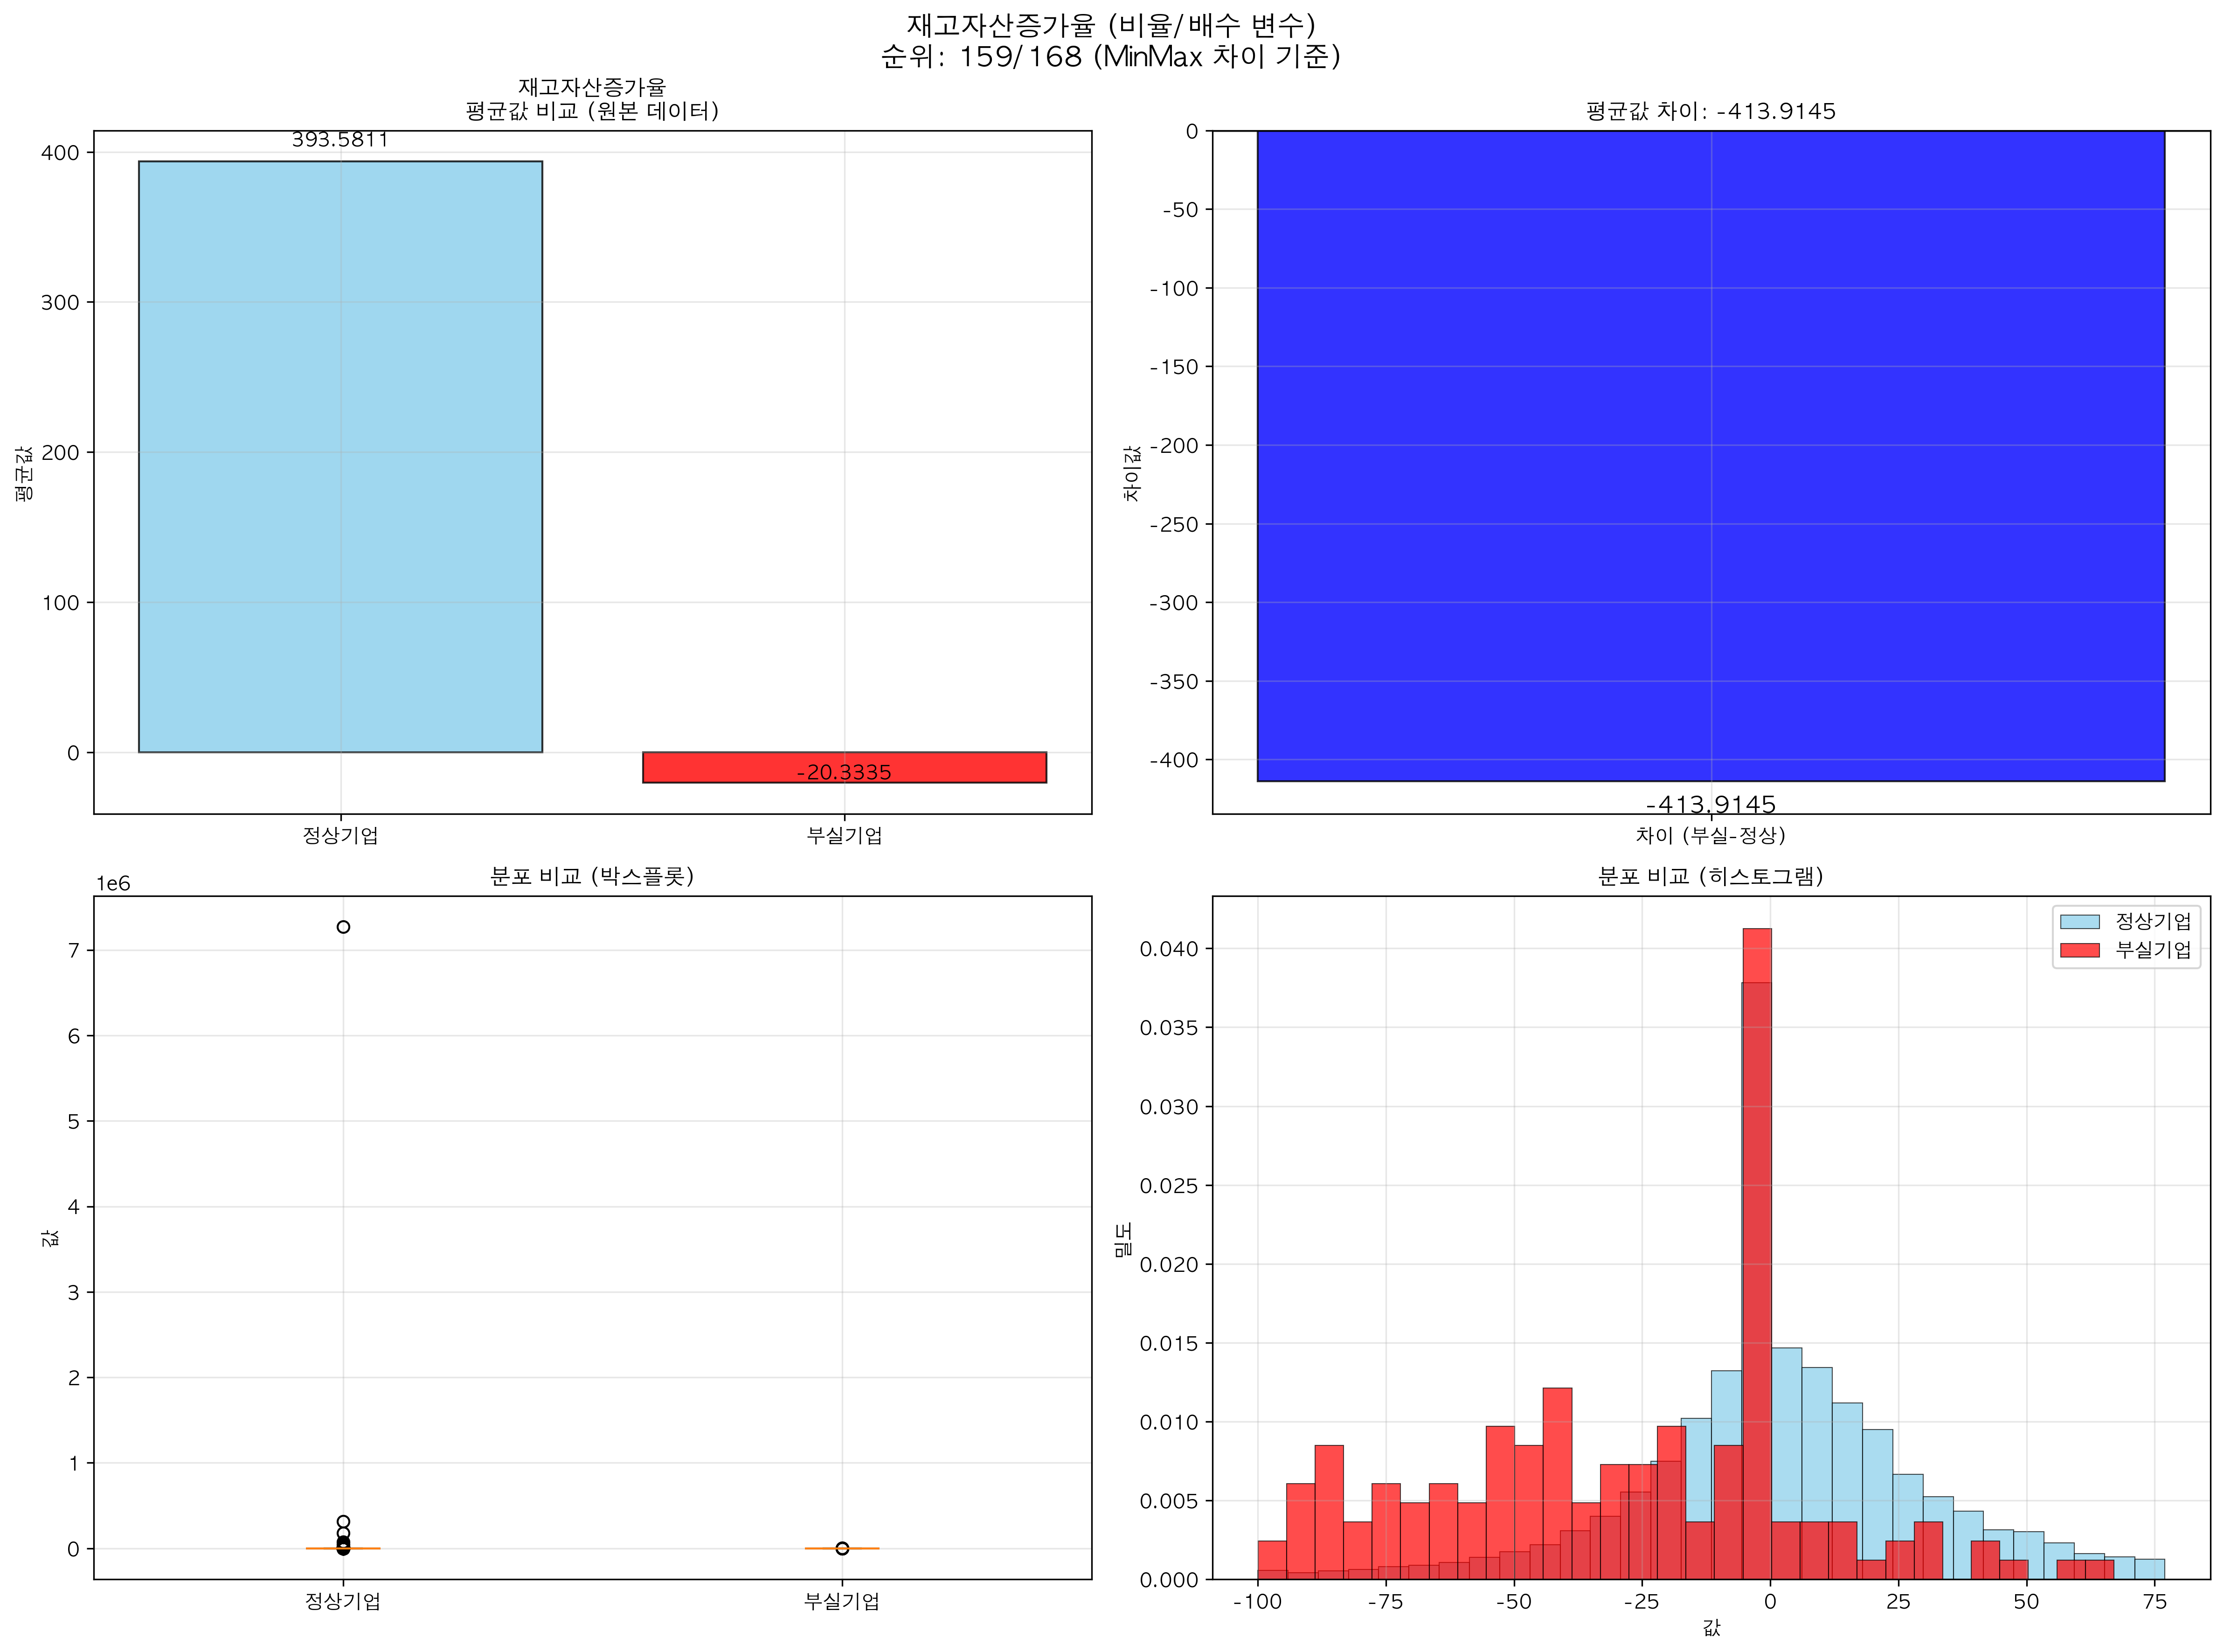 재고자산증가율 (비율/배수 변수)
순위: 159/168 (MinMax 차이 기준)
재고자산증가율
평균값 비교 (원본 데이터)
평균값
400
300
200
100
0
393.5811
-20.3335
정상기업
부실기업
평균값 차이: -413.9145
차이값
0
-50
-100
-150
-200
-250
-300
-350
-400
-413.9145
차이 (부실-정상)
분포 비교 (박스플롯)
1e6
값
7
6
5
4
3
2
1
0
정상기업
부실기업
분포 비교 (히스토그램)
정상기업
부실기업
밀도
0.040
0.035
0.030
0.025
0.020
0.015
0.010
0.005
0.000
-100
-75
-50
-25
0
25
50
75
값